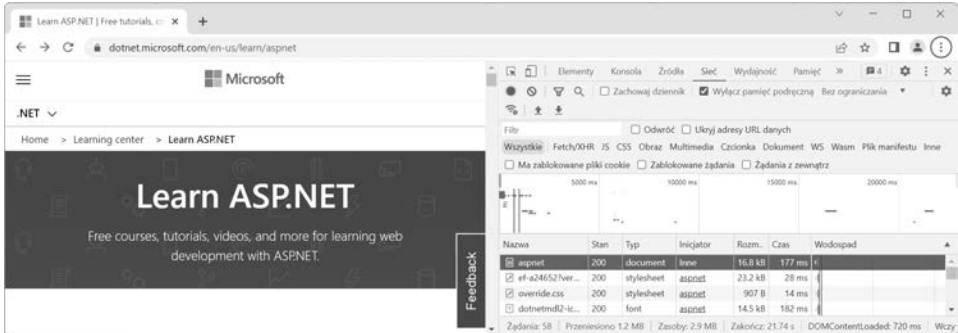 Learn ASP.NET | Free tutorials, co
dotnet.microsoft.com/en-us/learn/aspnet
Microsoft
.NET
Home > Learning center > Learn ASP.NET
Learn ASP.NET
Free courses, tutorials, videos, and more for learning web
development with ASP.NET.
Feedback
Elementy Konsola Źródła Sieć Wydajność Pamięć » 4
Zachowaj dziennik Wyłącz pamięć podręczną Bez ograniczania
Filtr Odwróć Ukryj adresy URL danych
Wszystkie Fetch/XHR JS CSS Obraz Multimedia Czcionka Dokument WS Wasm Plik manifestu Inne
Ma zablokowane pliki cookie Zablokowane żądania Żądania z zewnątrz
5000 ms 10000 ms 15000 ms 20000 ms
Nazwa Stan Typ Inicjator Rozm.. Czas Wodospad
aspnet 200 document Inne 16.8 kB 177 ms
ef-a24652?ver... 200 stylesheet aspnet 23.2 kB 28 ms
override.css 200 stylesheet aspnet 907 B 14 ms
dotnetmdl2-ic... 200 font aspnet 14.5 kB 182 ms
Żądania: 58 Przeniesiono 1.2 MB Zasoby: 2.9 MB Zakończ: 21.74 s DOMContentLoaded: 720 ms Wczy